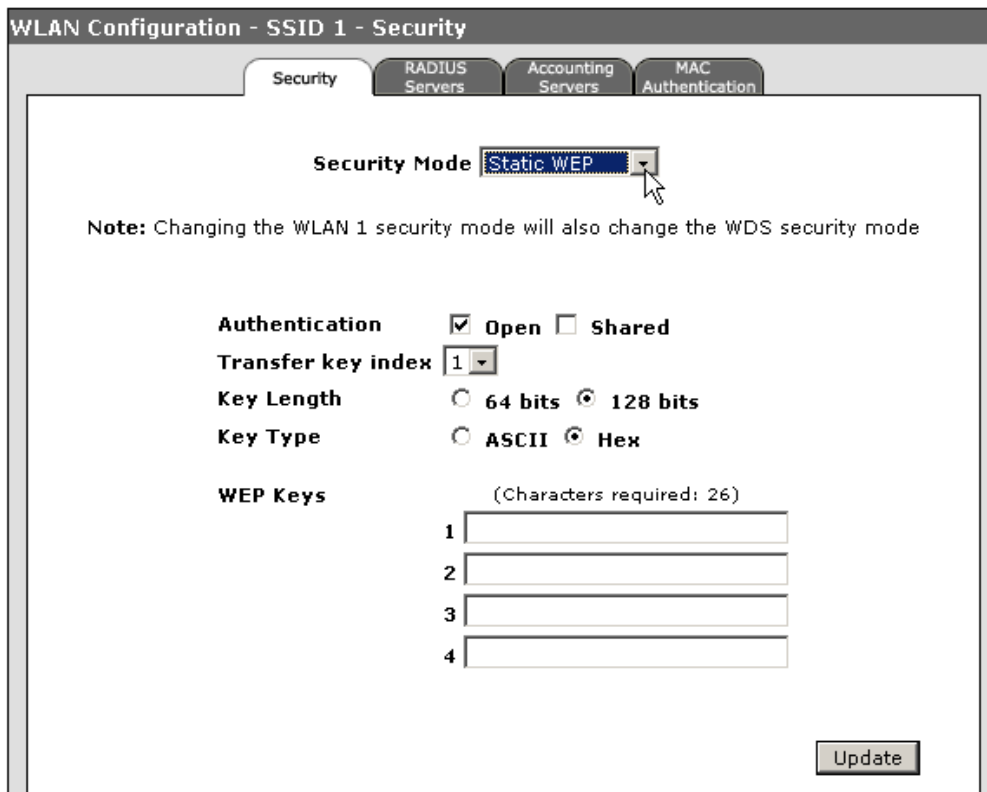 WLAN Configuration - SSID 1 - Security
Security
RADIUS Servers
Accounting Servers
MAC Authentication
Security Mode Static WEP
Note: Changing the WLAN 1 security mode will also change the WDS security mode
Authentication Open Shared
Transfer key index 1
Key Length 64 bits 128 bits
Key Type ASCII Hex
WEP Keys (Characters required: 26)
1
2
3
4
Update